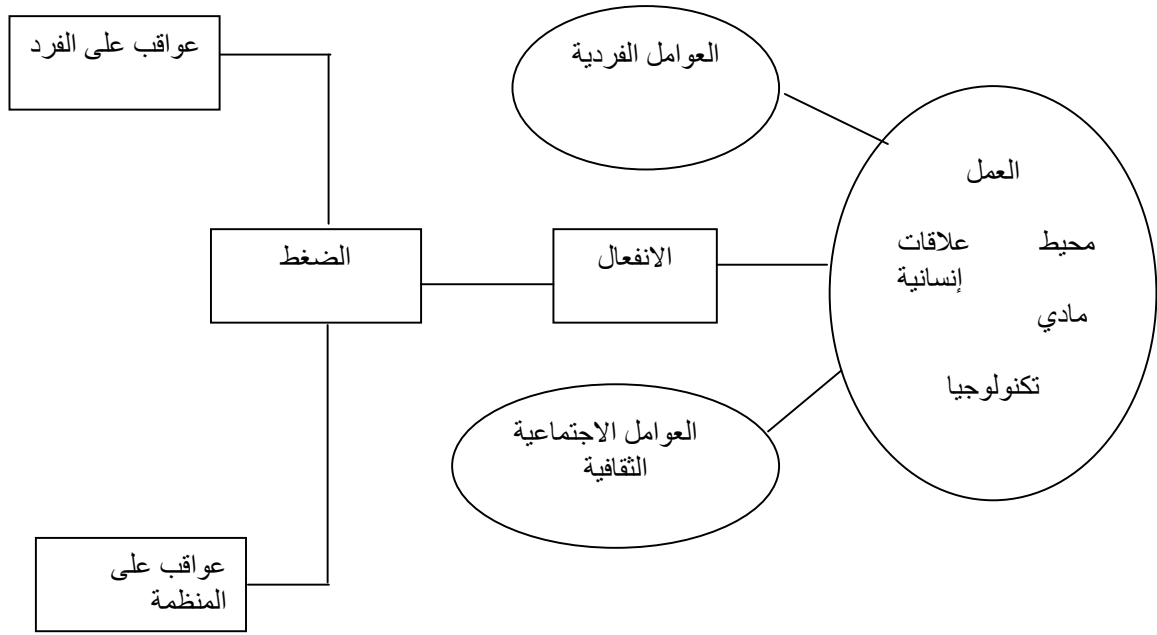 العوامل الفردية
العمل
محيط
علاقات
إنسانية
مادي
تكنولوجيا
الانفعال
العوامل الاجتماعية
الثقافية
الضغط
عواقب على الفرد
عواقب على
المنظمة